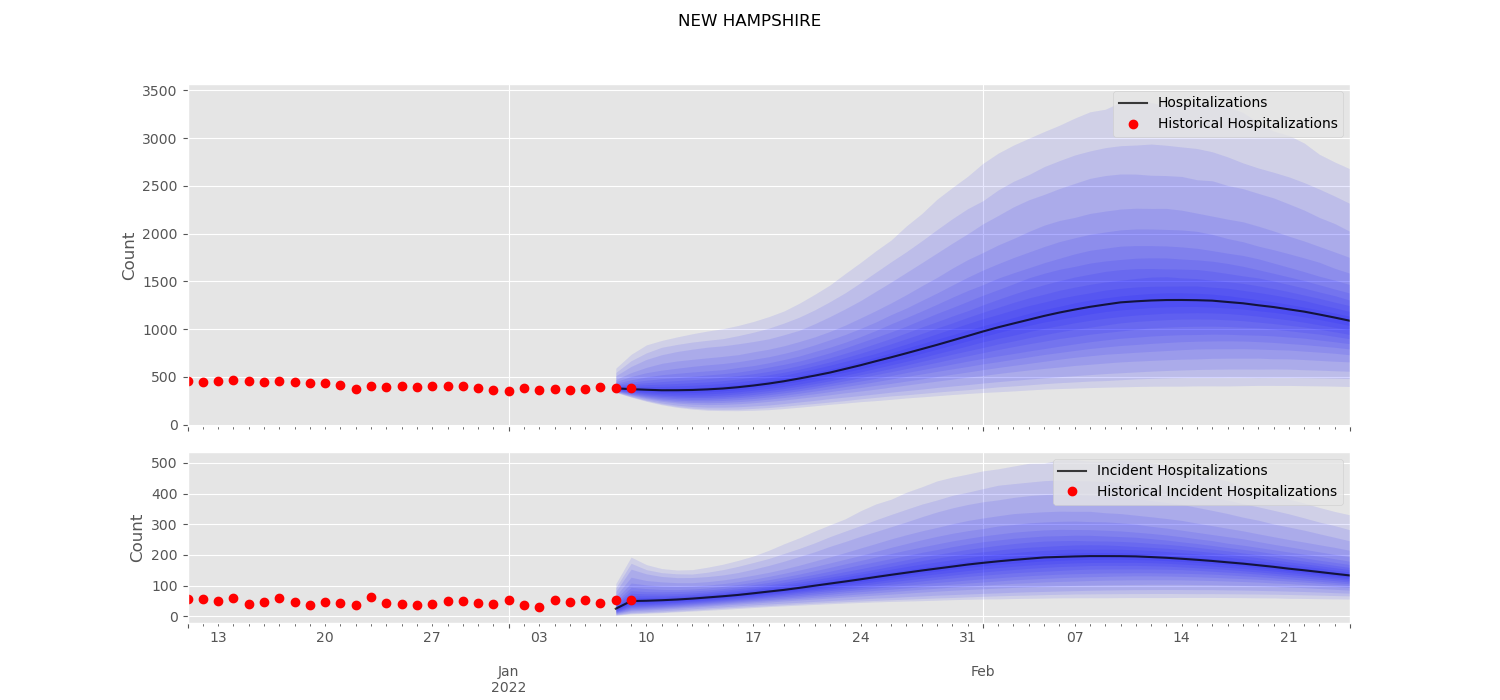 NEW HAMPSHIRE
3500
3000
2500
2000
1500
1000
500
0
Count
Hospitalizations
Historical Hospitalizations
500
400
300
200
100
0
Count
Incident Hospitalizations
Historical Incident Hospitalizations
13 20 27 03 10 17 24 31 07 14 21
Jan Feb
2022